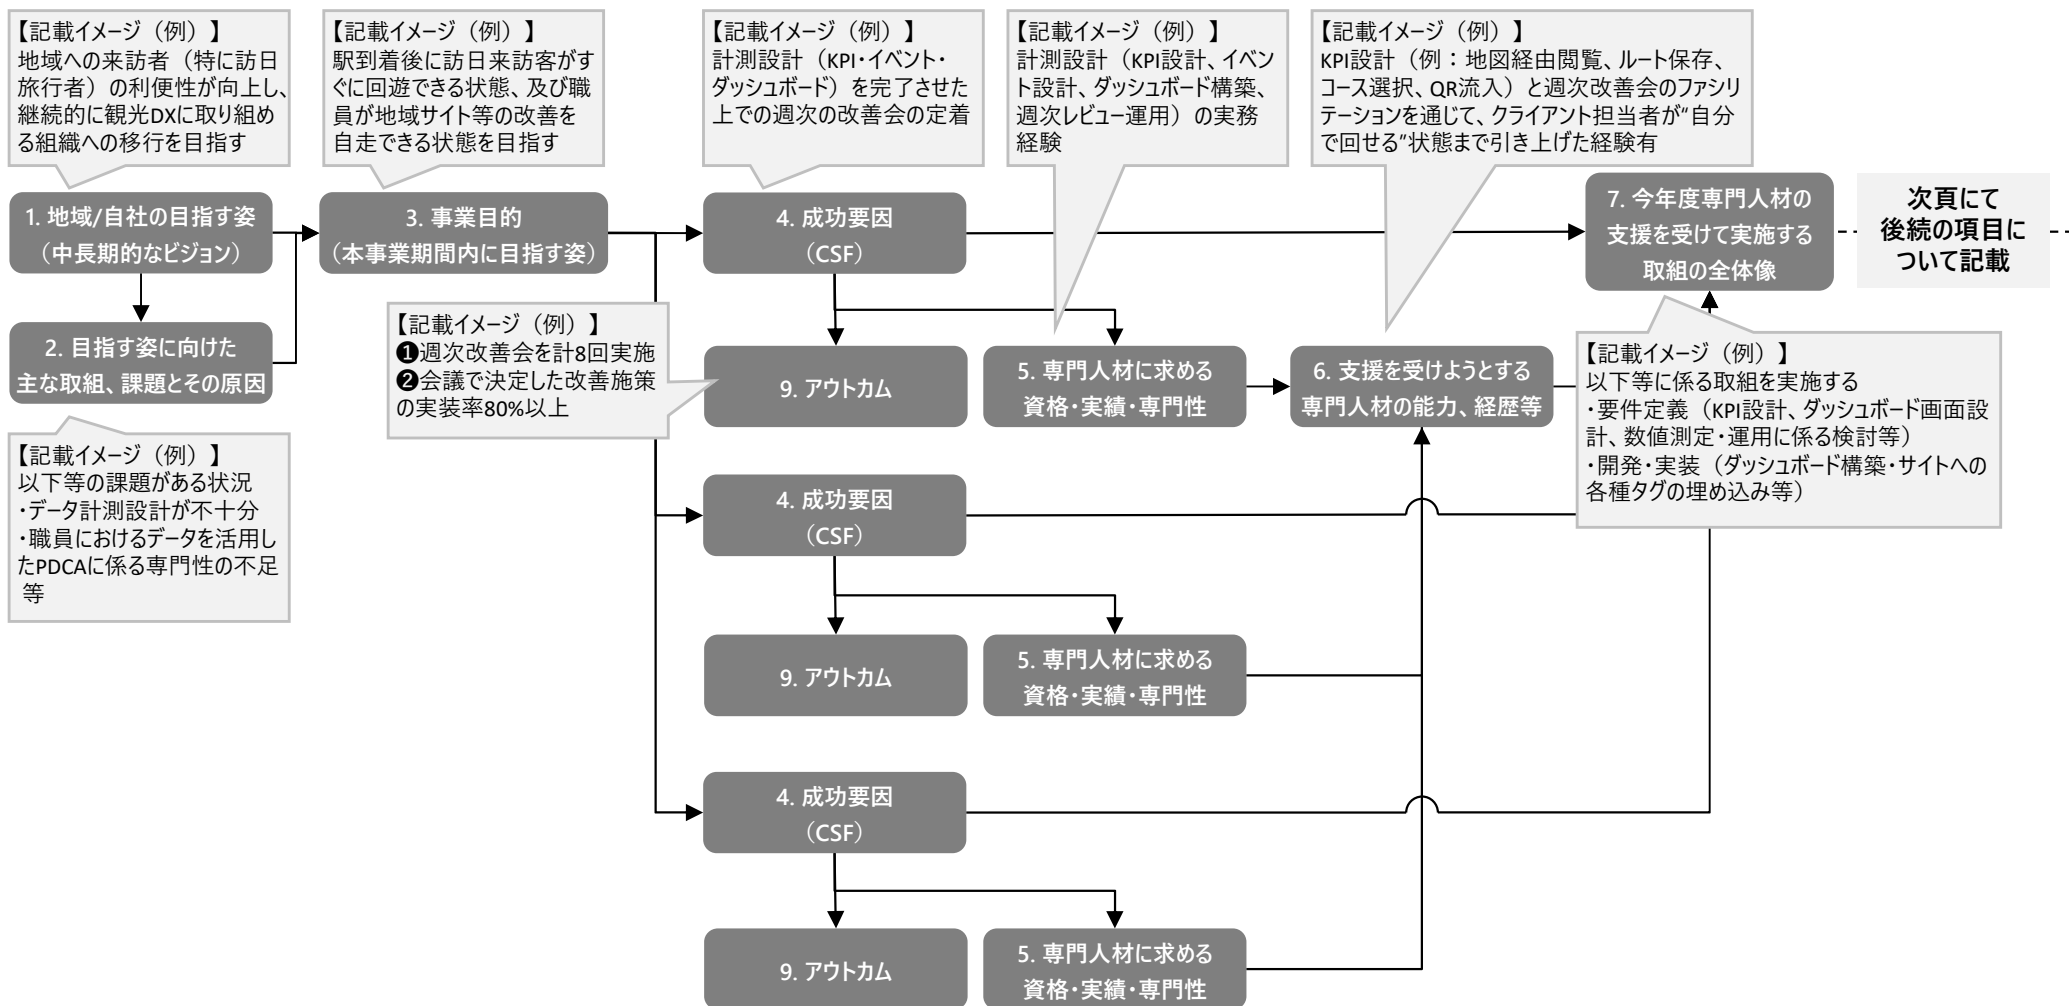 【記載イメージ（例）】
地域への来訪者（特に訪日
旅行者）の利便性が向上し、
継続的に観光DXに取り組め
る組織への移行を目指す
【記載イメージ（例）】
駅到着後に訪日来訪客がす
ぐに回遊できる状態、及び職
員が地域サイト等の改善を
自走できる状態を目指す
【記載イメージ（例）】
計測設計（KPI・イベント・
ダッシュボード）を完了させた
上での週次の改善会の定着
【記載イメージ（例）】
計測設計（KPI設計、イベン
ト設計、ダッシュボード構築、
週次レビュー運用）の実務
経験
【記載イメージ（例）】
KPI設計（例：地図経由閲覧、ルート保存、
コース選択、QR流入）と週次改善会のファシリ
テーションを通じて、クライアント担当者が“自分
で回せる”状態まで引き上げた経験有
1. 地域/自社の目指す姿
（中長期的なビジョン）
3. 事業目的
（本事業期間内に目指す姿）
4. 成功要因
（CSF）
7. 今年度専門人材の
支援を受けて実施する
取組の全体像
次頁にて
後続の項目に
ついて記載
2. 目指す姿に向けた
主な取組、課題とその原因
【記載イメージ（例）】
❶週次改善会を計8回実施
❷会議で決定した改善施策
の実装率80%以上
9. アウトカム
5. 専門人材に求める
資格・実績・専門性
6. 支援を受けようとする
専門人材の能力、経歴等
【記載イメージ（例）】
以下等に係る取組を実施する
・要件定義（KPI設計、ダッシュボード画面設
計、数値測定・運用に係る検討等）
・開発・実装（ダッシュボード構築・サイトへの
各種タグの埋め込み等）
【記載イメージ（例）】
以下等の課題がある状況
・データ計測設計が不十分
・職員におけるデータを活用し
たPDCAに係る専門性の不足
等
4. 成功要因
（CSF）
9. アウトカム
5. 専門人材に求める
資格・実績・専門性
4. 成功要因
（CSF）
9. アウトカム
5. 専門人材に求める
資格・実績・専門性